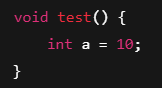 void test() {
    int a = 10;
}